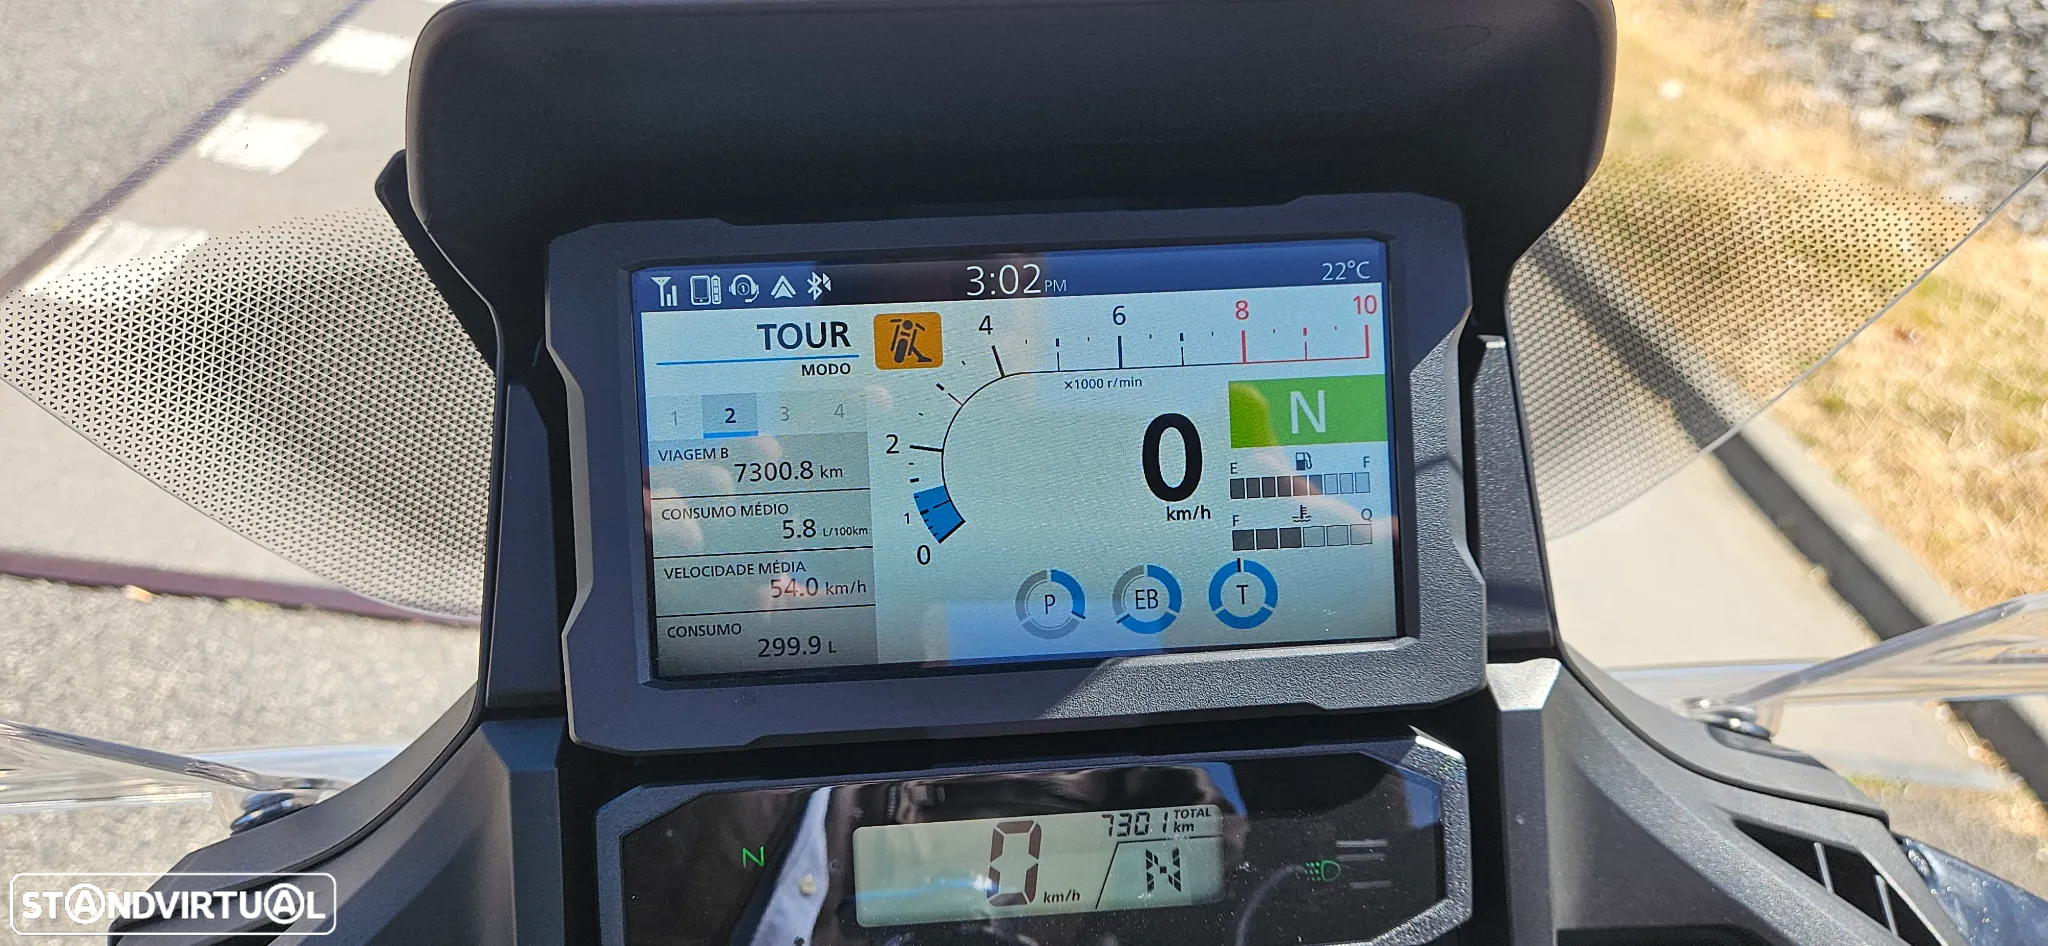 3:02 PM
22°C
TOUR
MODO
1 2 3 4
VIAGEM B
7300.8 km
CONSUMO MÉDIO
5.8 L/100km
VELOCIDADE MÉDIA
54.0 km/h
CONSUMO
299.9 L
0 1 2 4 6 8 10
×1000 r/min
0
km/h
N
E F
F Q
P EB T
N
0 km/h
7301 TOTAL km
N
STANDVIRTUAL